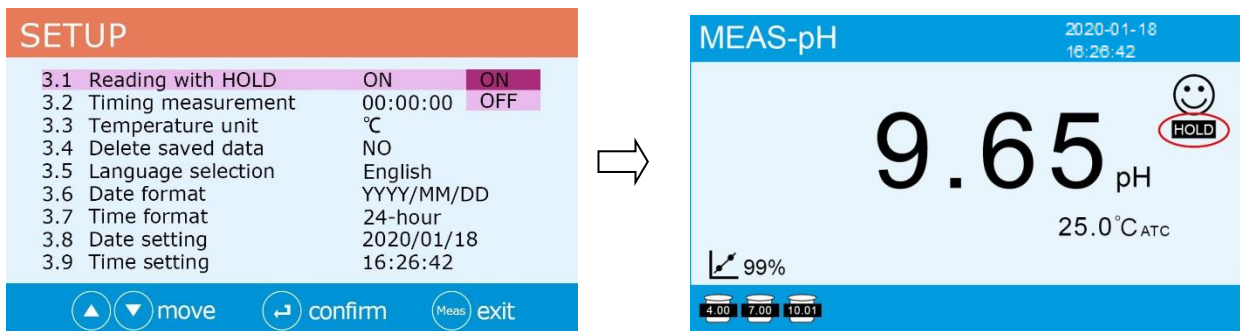 SETUP
3.1 Reading with HOLD ON ON
3.2 Timing measurement 00:00:00 OFF
3.3 Temperature unit ℃
3.4 Delete saved data NO
3.5 Language selection English
3.6 Date format YYYY/MM/DD
3.7 Time format 24-hour
3.8 Date setting 2020/01/18
3.9 Time setting 16:26:42
move confirm Meas exit
MEAS-pH 2020-01-18
16:26:42
HOLD
9.65 pH
25.0°C ATC
99%
4.00 7.00 10.01